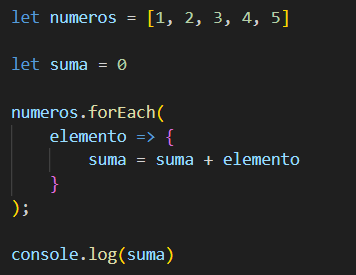 let numeros = [1, 2, 3, 4, 5]
let suma = 0
numeros.forEach(
elemento => {
suma = suma + elemento
}
);
console.log(suma)